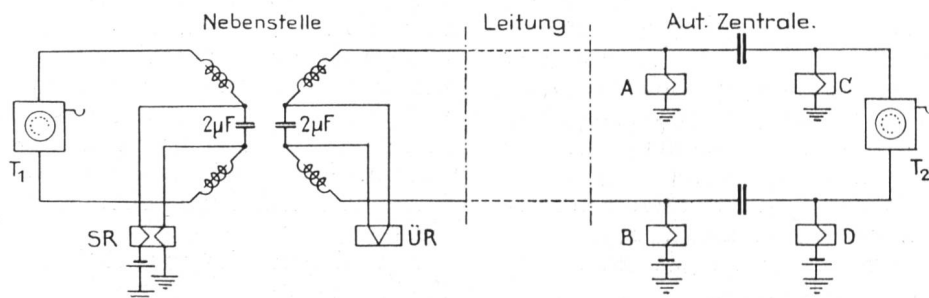 Nebenstelle
Leitung
Aut. Zentrale.
A
C
2µF
2µF
T₁
T₂
SR
ÜR
B
D